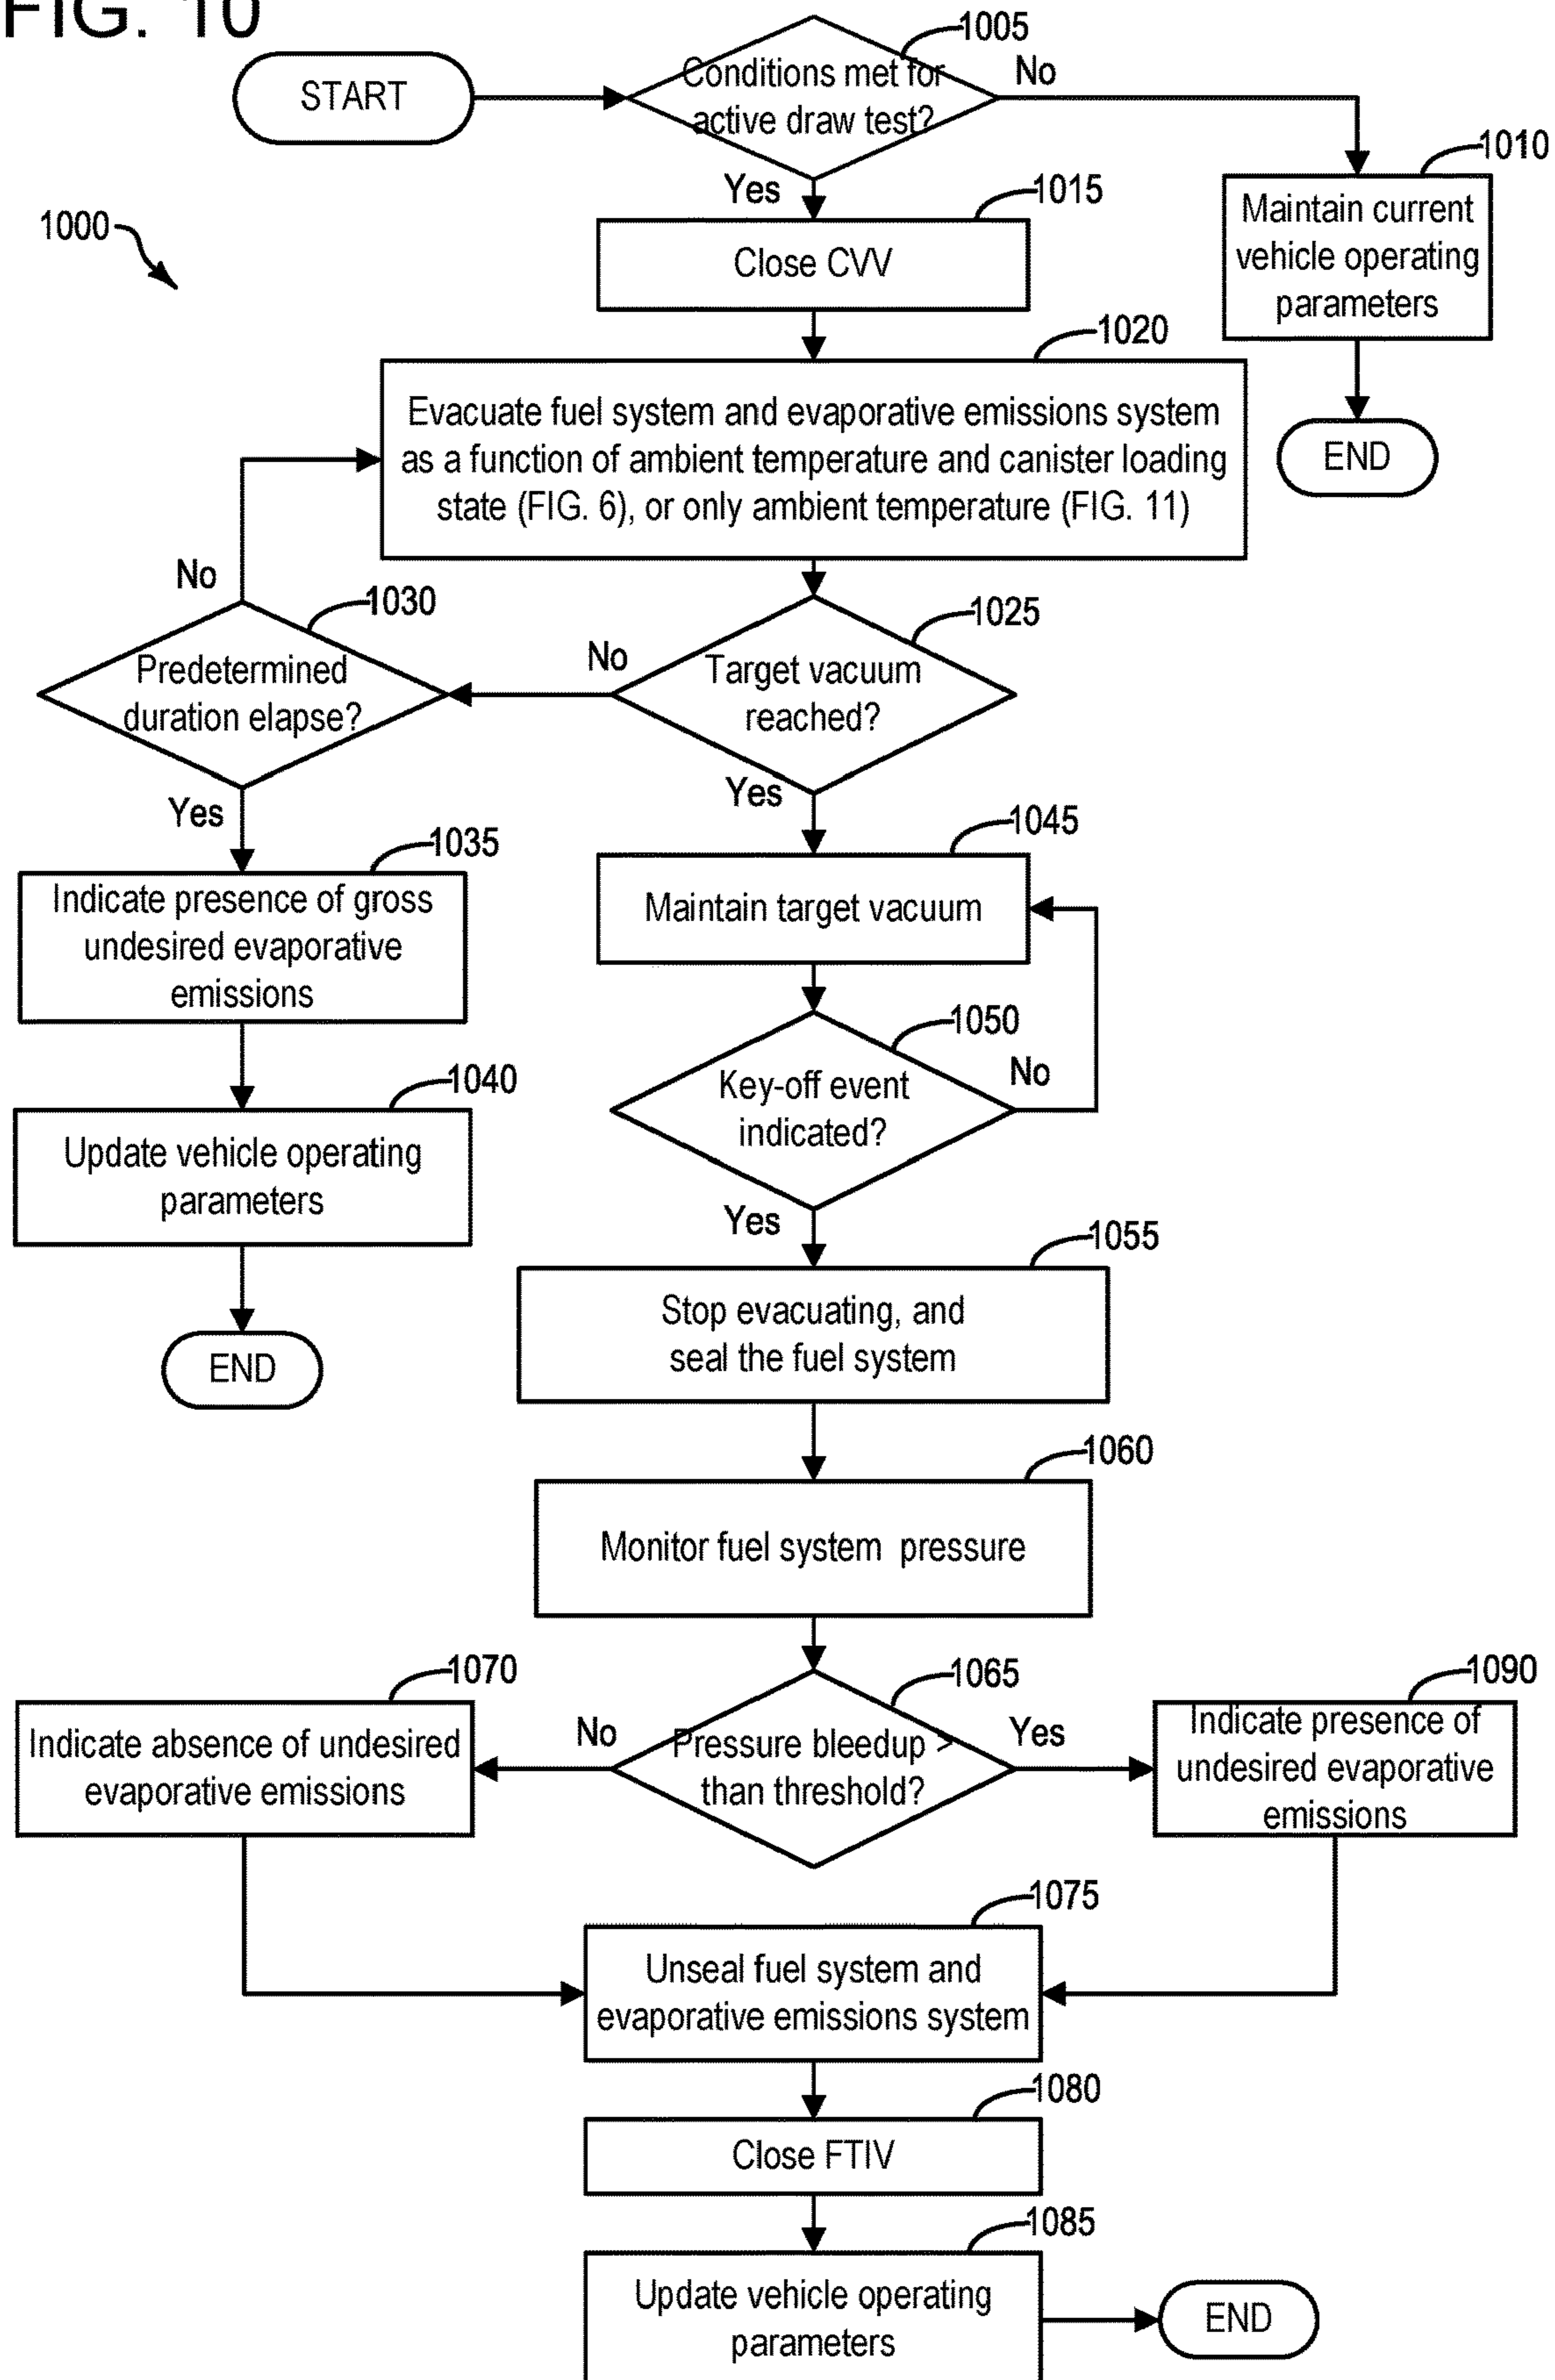 FIG. 10
START
1005
Conditions met for
active draw test?
No
1010
Maintain current
vehicle operating
parameters
END
Yes
1000
1015
Close CVV
1020
Evacuate fuel system and evaporative emissions system
as a function of ambient temperature and canister loading
state (FIG. 6), or only ambient temperature (FIG. 11)
No
1030
Predetermined
duration elapse?
No
1025
Target vacuum
reached?
Yes
1035
Indicate presence of gross
undesired evaporative
emissions
1040
Update vehicle operating
parameters
END
Yes
1045
Maintain target vacuum
1050
Key-off event
indicated?
No
Yes
1055
Stop evacuating, and
seal the fuel system
1060
Monitor fuel system pressure
1065
Pressure bleedup >
than threshold?
No
1070
Indicate absence of undesired
evaporative emissions
Yes
1090
Indicate presence of
undesired evaporative
emissions
1075
Unseal fuel system and
evaporative emissions system
1080
Close FTIV
1085
Update vehicle operating
parameters
END